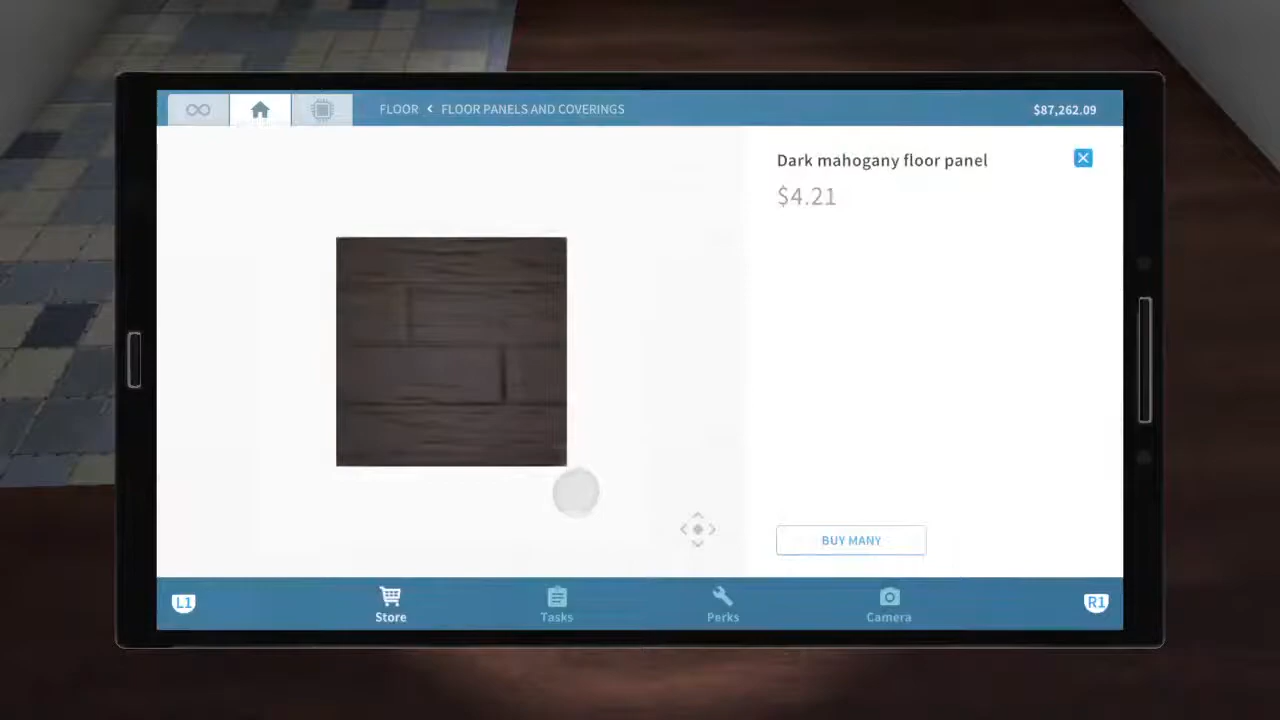 FLOOR < FLOOR PANELS AND COVERINGS
$87,262.09
Dark mahogany floor panel
$4.21
BUY MANY
L1
Store
Tasks
Perks
Camera
R1